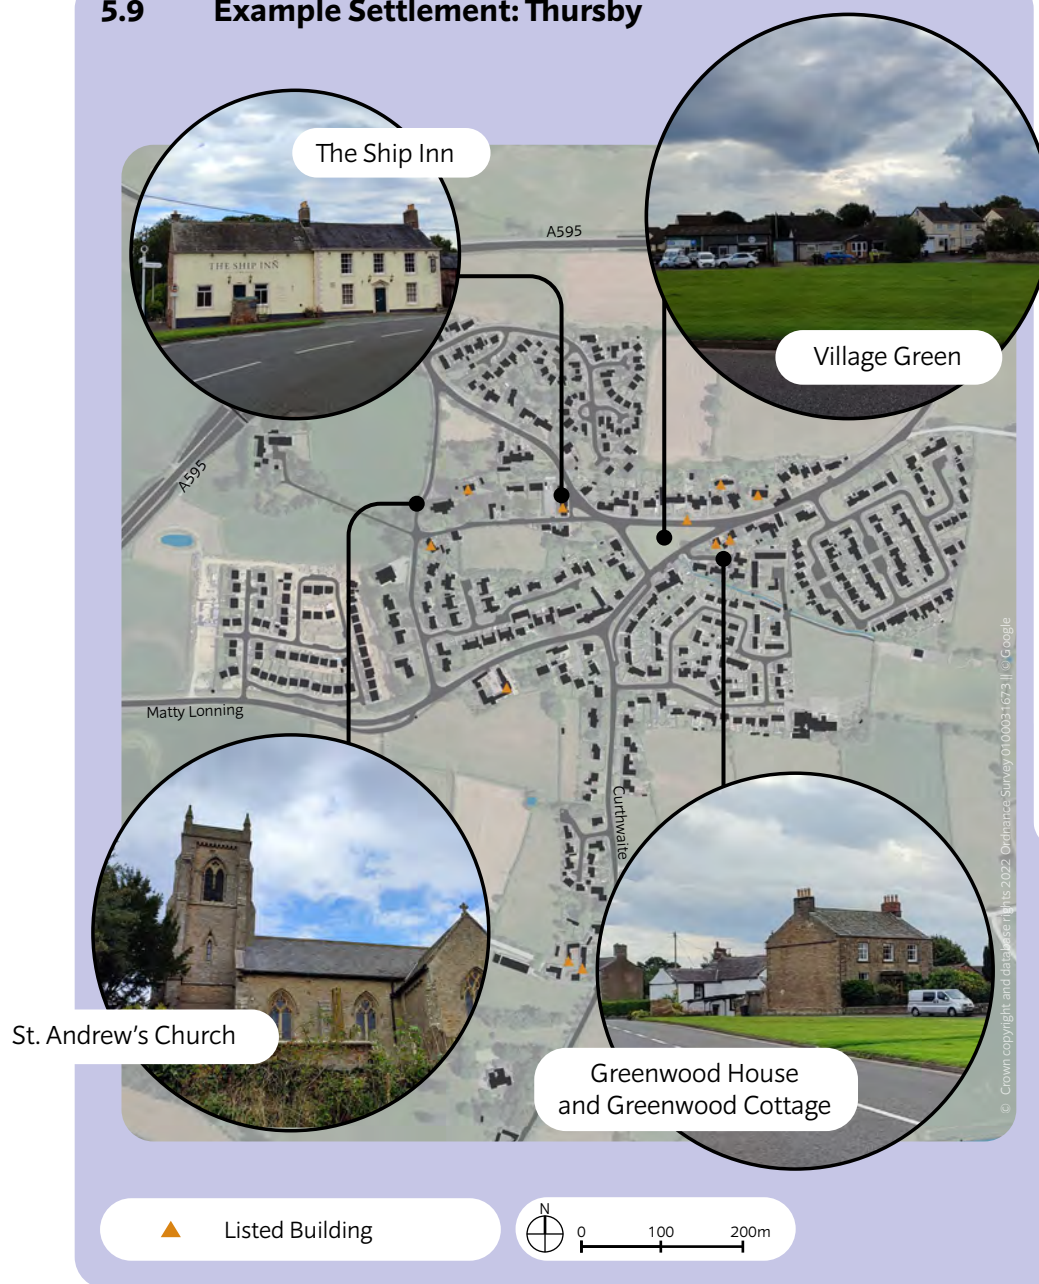 5.9 Example Settlement: Thursby
The Ship Inn
THE SHIP INN
A595
Village Green
A595
Matty Lonning
Curthwaite
St. Andrew's Church
Greenwood House
and Greenwood Cottage
© Crown copyright and database rights 2022 Ordnance Survey 0100031673 || © Google
Listed Building
N
0 100 200m